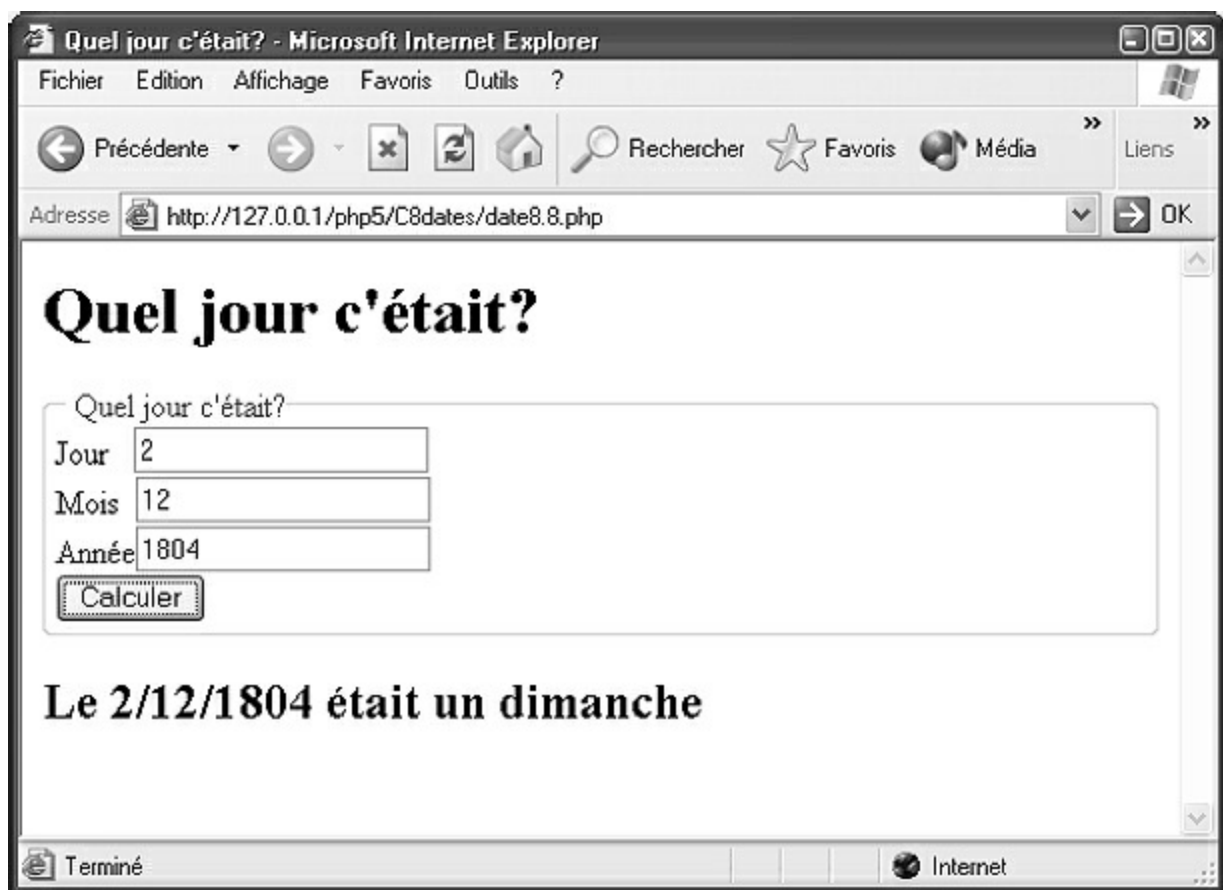 Quel jour c'était? - Microsoft Internet Explorer
Fichier Edition Affichage Favoris Outils ?
Précédente Rechercher Favoris Média » Liens »
Adresse http://127.0.0.1/php5/C8dates/date8.8.php OK
Quel jour c'était?
Quel jour c'était?
Jour 2
Mois 12
Année 1804
Calculer
Le 2/12/1804 était un dimanche
Terminé Internet